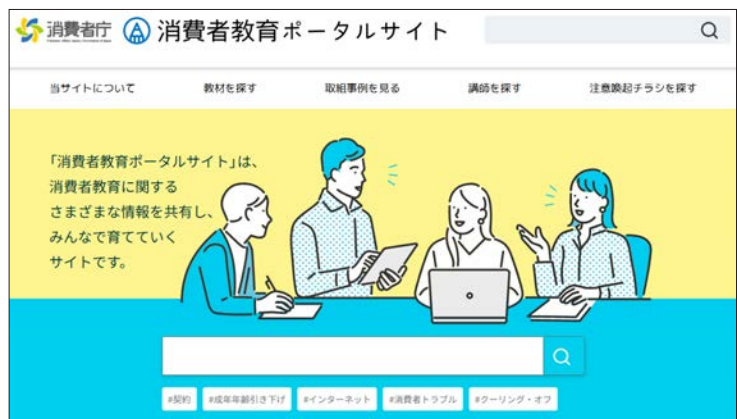 消費者庁 消費者教育ポータルサイト
当サイトについて 教材を探す 取組事例を見る 講師を探す 注意喚起チラシを探す
「消費者教育ポータルサイト」は、
消費者教育に関する
さまざまな情報を共有し、
みんなで育てていく
サイトです。
#契約 #成年年齢引き下げ #インターネット #消費者トラブル #クーリング・オフ